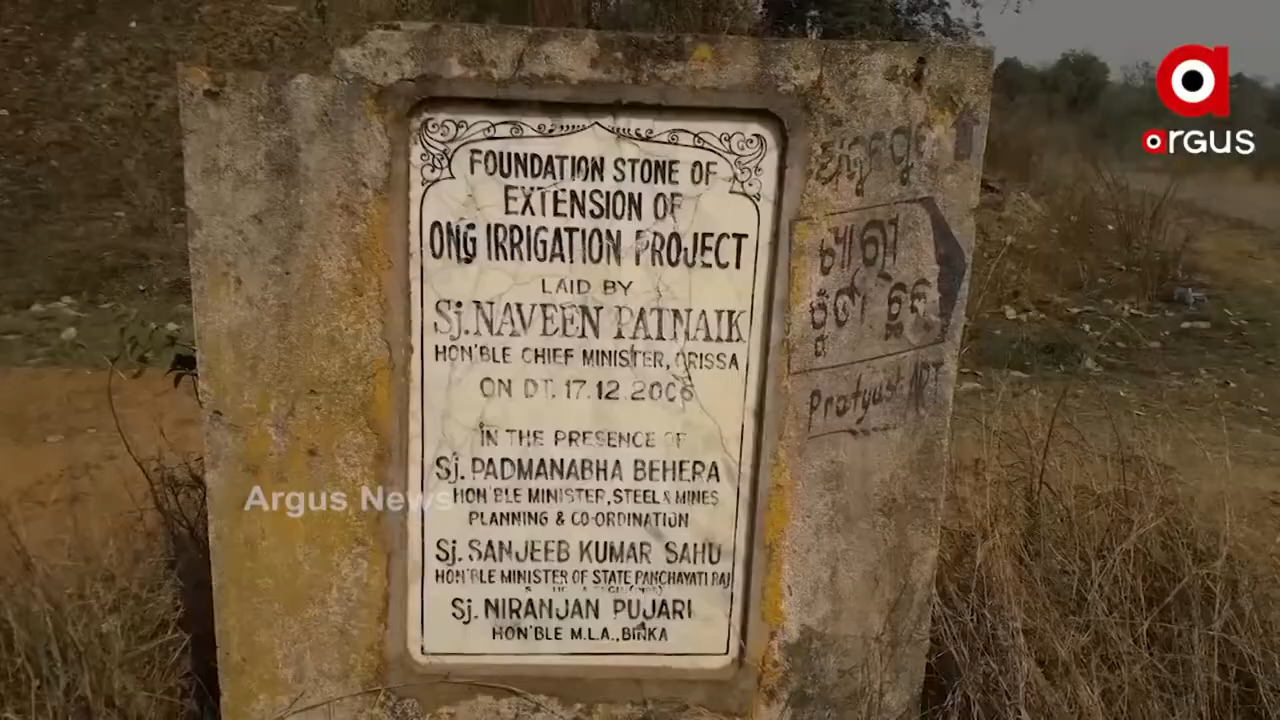 FOUNDATION STONE OF
EXTENSION OF
ONG IRRIGATION PROJECT
LAID BY
Sj. NAVEEN PATNAIK
HON'BLE CHIEF MINISTER, ORISSA
ON DT. 17.12.2006
IN THE PRESENCE OF
Sj. PADMANABHA BEHERA
HON'BLE MINISTER, STEEL & MINES
PLANNING & CO-ORDINATION
Sj. SANJEEB KUMAR SAHU
HON'BLE MINISTER OF STATE PANCHAYATI RAJ
Sj. NIRANJAN PUJARI
HON'BLE M.L.A., BINKA
Argus News
argus